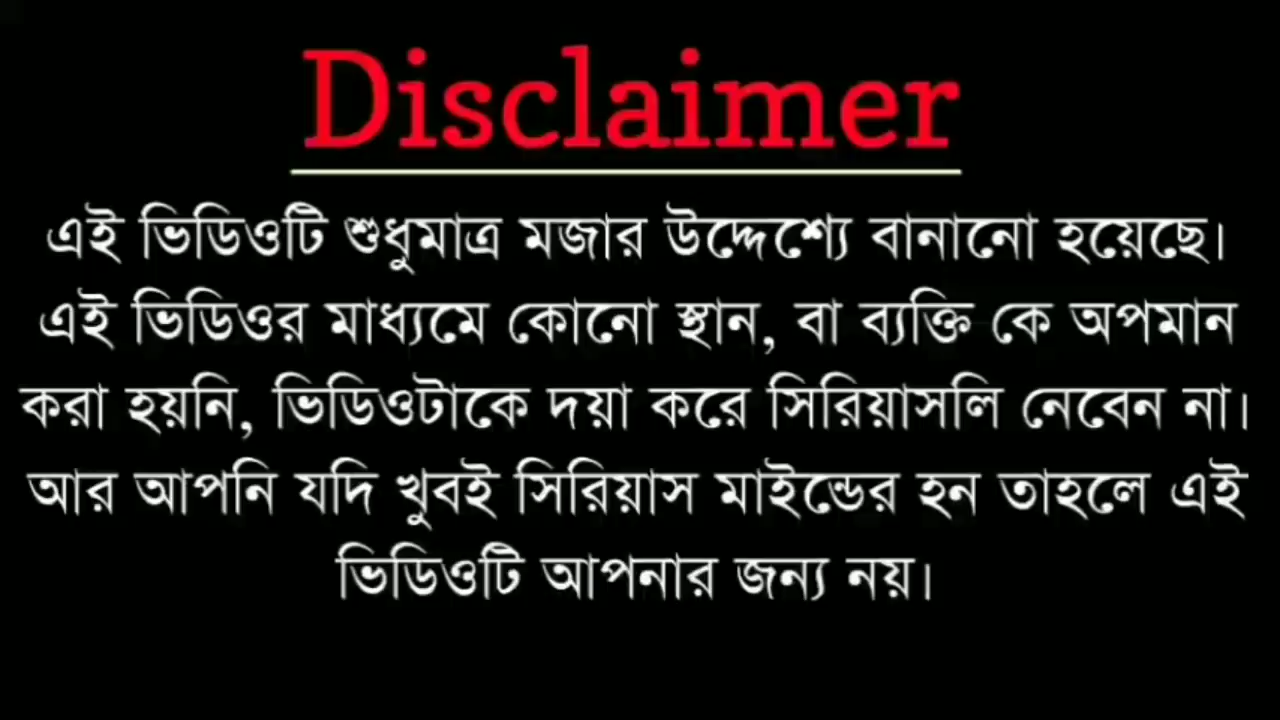 Disclaimer
এই ভিডিওটি শুধুমাত্র মজার উদ্দেশ্যে বানানো হয়েছে।
এই ভিডিওর মাধ্যমে কোনো স্থান, বা ব্যক্তি কে অপমান
করা হয়নি, ভিডিওটাকে দয়া করে সিরিয়াসলি নেবেন না।
আর আপনি যদি খুবই সিরিয়াস মাইন্ডের হন তাহলে এই
ভিডিওটি আপনার জন্য নয়।